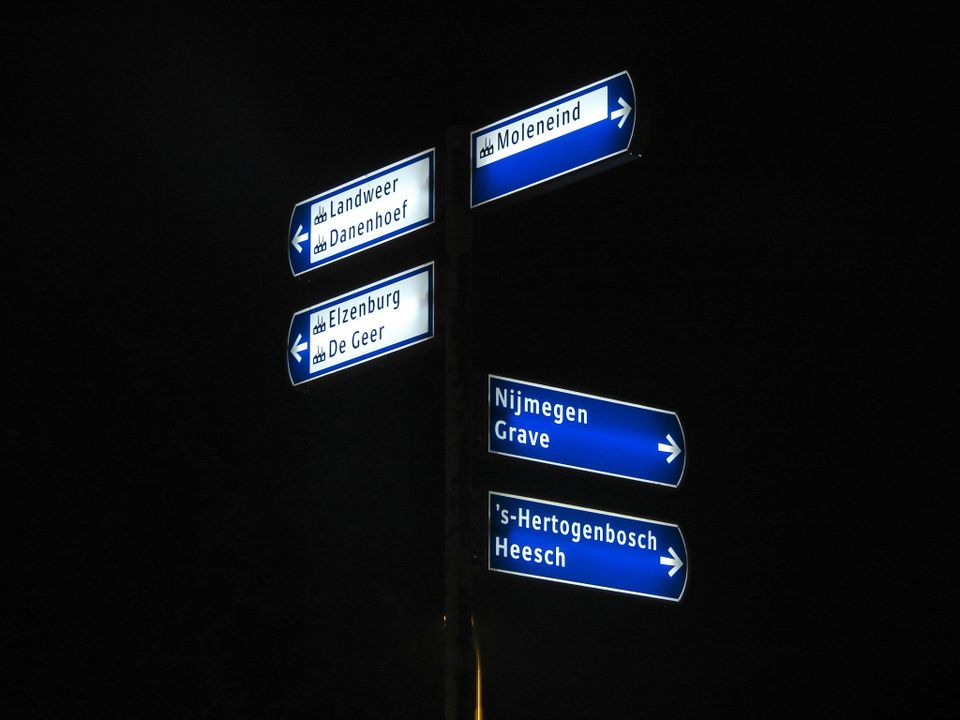 Moleneind
Landweer
Danenhoef
Elzenburg
De Geer
Nijmegen
Grave
's-Hertogenbosch
Heesch